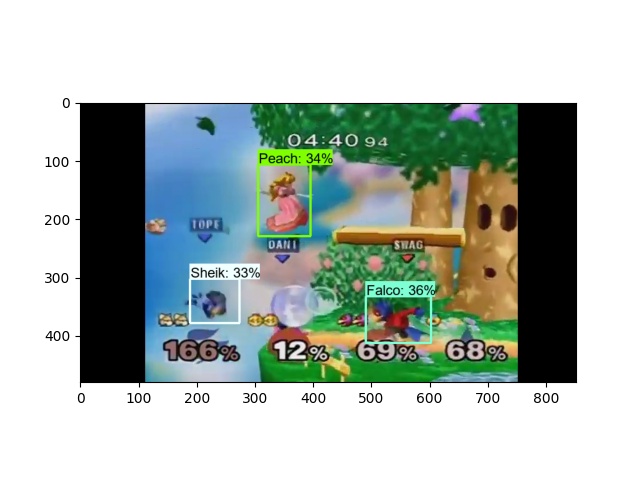 04:40 94
Peach: 34%
TOPE
DANI
SWAG
Sheik: 33%
Falco: 36%
166% 12% 69% 68%
0
100
200
300
400
0 100 200 300 400 500 600 700 800